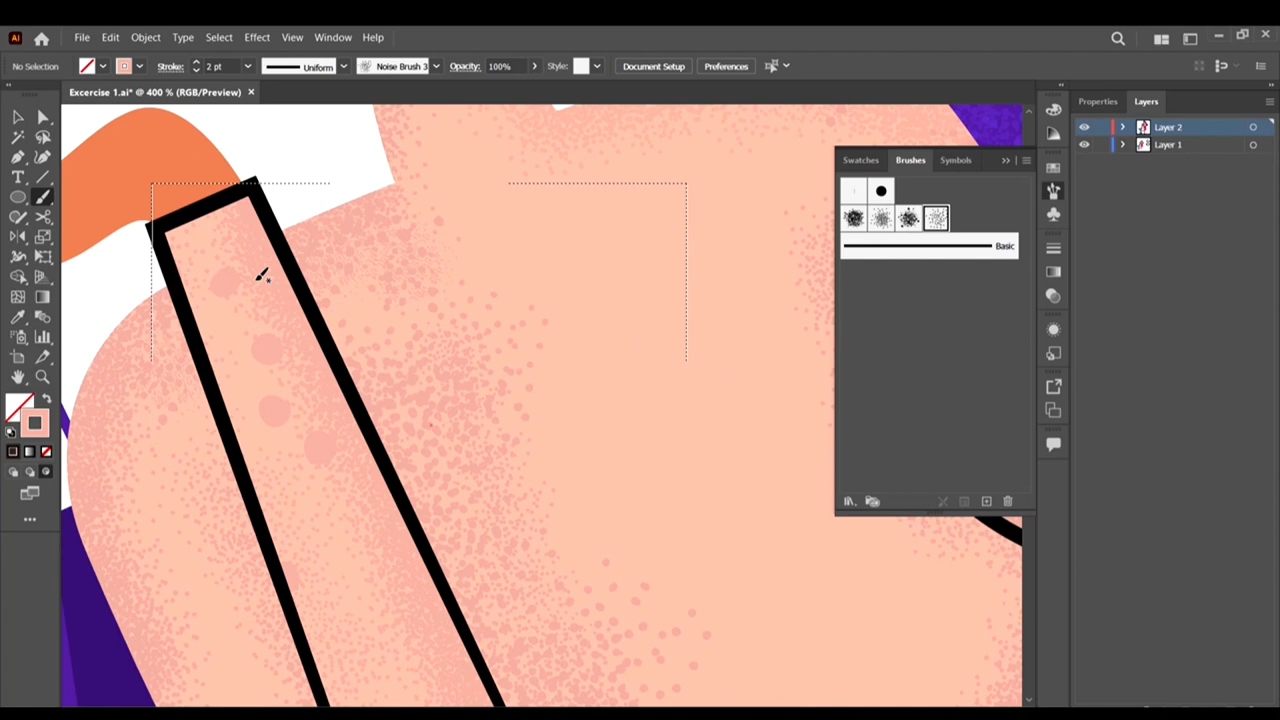 Ai File Edit Object Type Select Effect View Window Help
No Selection Stroke: 2 pt Uniform Noise Brush 3 Opacity: 100% Style: Document Setup Preferences
Excercise 1.ai* @ 400 % (RGB/Preview) ×
Properties Layers
Layer 2
Layer 1
Swatches Brushes Symbols
Basic